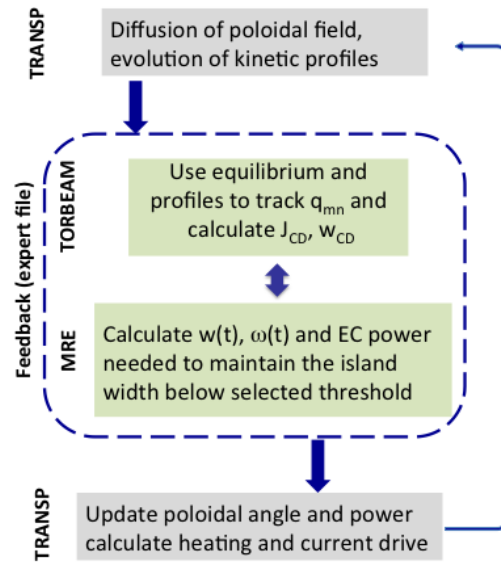 TRANSP
Diffusion of poloidal field,
evolution of kinetic profiles
Feedback (expert file)
TORBEAM
Use equilibrium and
profiles to track qmn and
calculate JCD, wCD
MRE
Calculate w(t), ω(t) and EC power
needed to maintain the island
width below selected threshold
TRANSP
Update poloidal angle and power
calculate heating and current drive